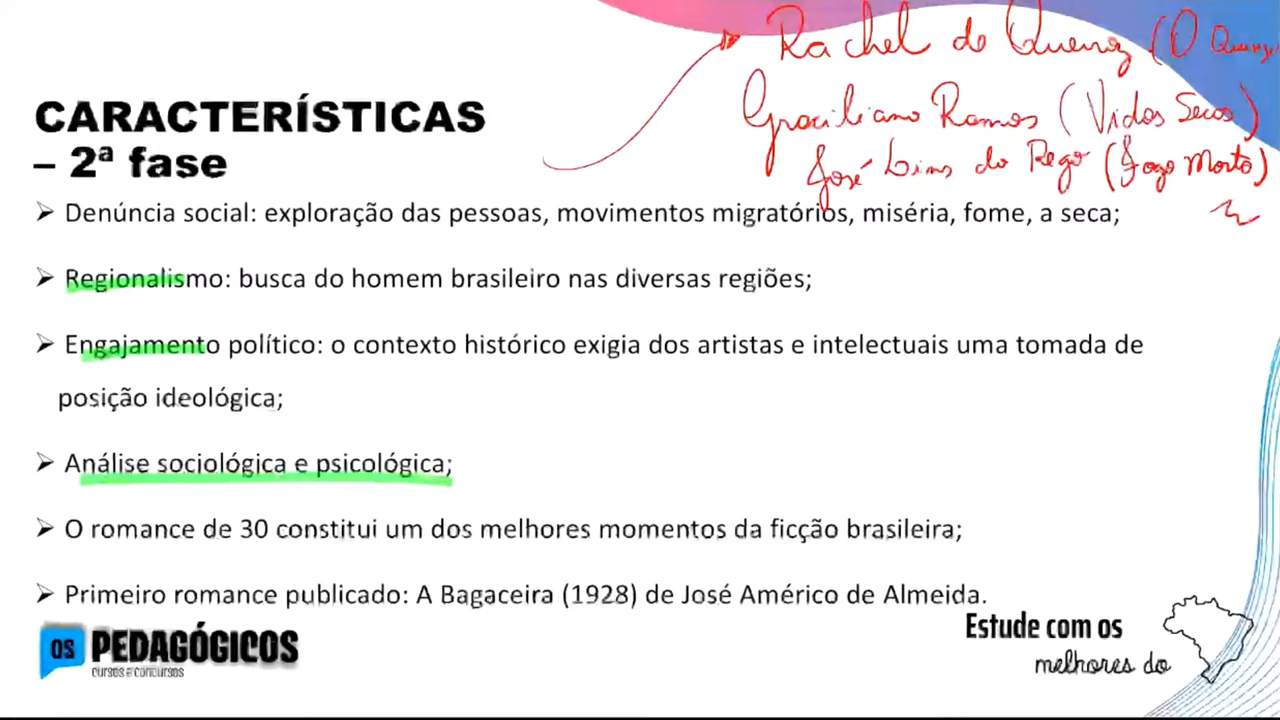 Rachel de Queiroz (O Quinze
Graciliano Ramos (Vidas Secas)
José Lins do Rego (Fogo Morto)
CARACTERÍSTICAS
– 2ª fase
➢ Denúncia social: exploração das pessoas, movimentos migratórios, miséria, fome, a seca;
➢ Regionalismo: busca do homem brasileiro nas diversas regiões;
➢ Engajamento político: o contexto histórico exigia dos artistas e intelectuais uma tomada de
posição ideológica;
➢ Análise sociológica e psicológica;
➢ O romance de 30 constitui um dos melhores momentos da ficção brasileira;
➢ Primeiro romance publicado: A Bagaceira (1928) de José Américo de Almeida.
OS PEDAGÓGICOS
cursos e concursos
Estude com os
melhores do